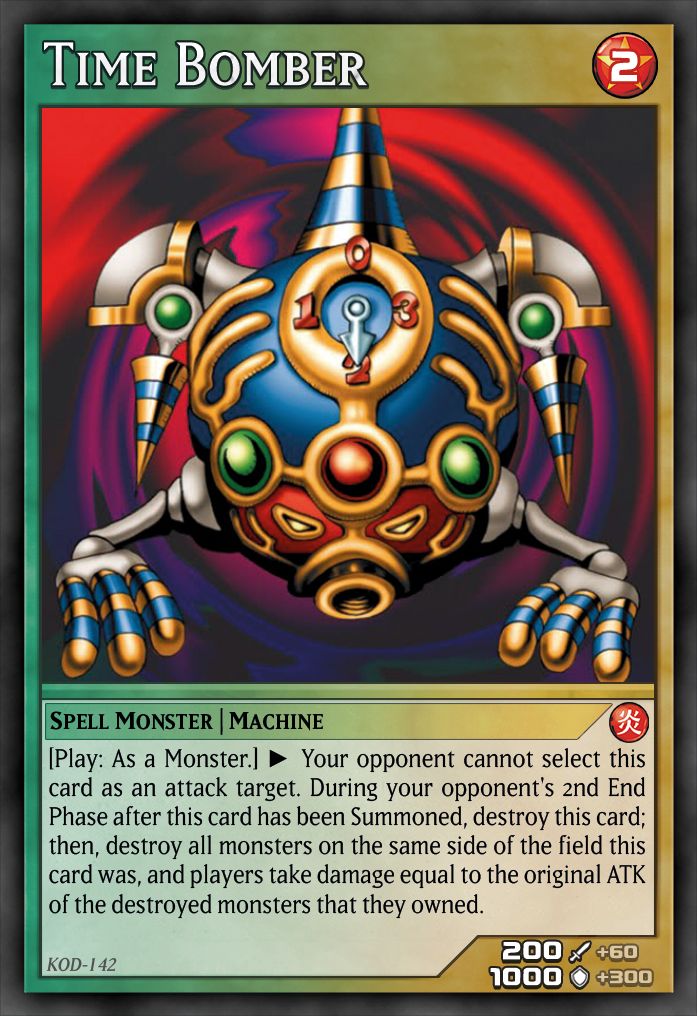 Time Bomber
2
0
1 3
2
Spell Monster | Machine
炎
[Play: As a Monster.] ► Your opponent cannot select this
card as an attack target. During your opponent's 2nd End
Phase after this card has been Summoned, destroy this card;
then, destroy all monsters on the same side of the field this
card was, and players take damage equal to the original ATK
of the destroyed monsters that they owned.
200 +60
KOD-142
1000 +300